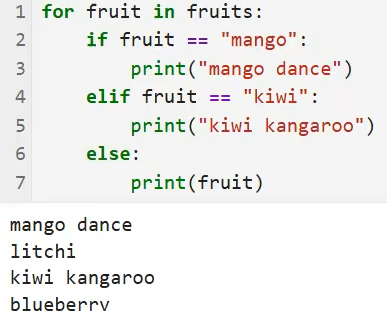 1 for fruit in fruits:
2 if fruit == "mango":
3 print("mango dance")
4 elif fruit == "kiwi":
5 print("kiwi kangaroo")
6 else:
7 print(fruit)
mango dance
litchi
kiwi kangaroo
blueberry